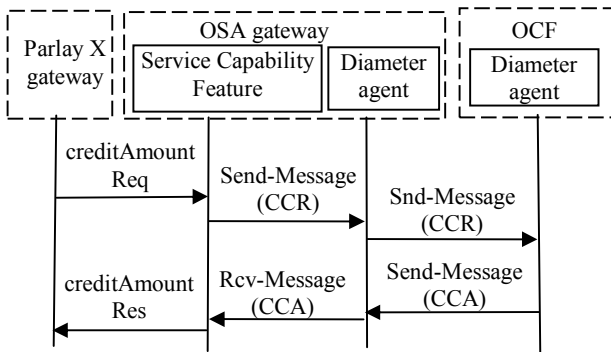 OSA gateway
OCF
Parlay X
gateway
Service Capability
Feature
Diameter
agent
Diameter
agent
creditAmount
Req
Send-Message
(CCR)
Snd-Message
(CCR)
creditAmount
Res
Rcv-Message
(CCA)
Send-Message
(CCA)